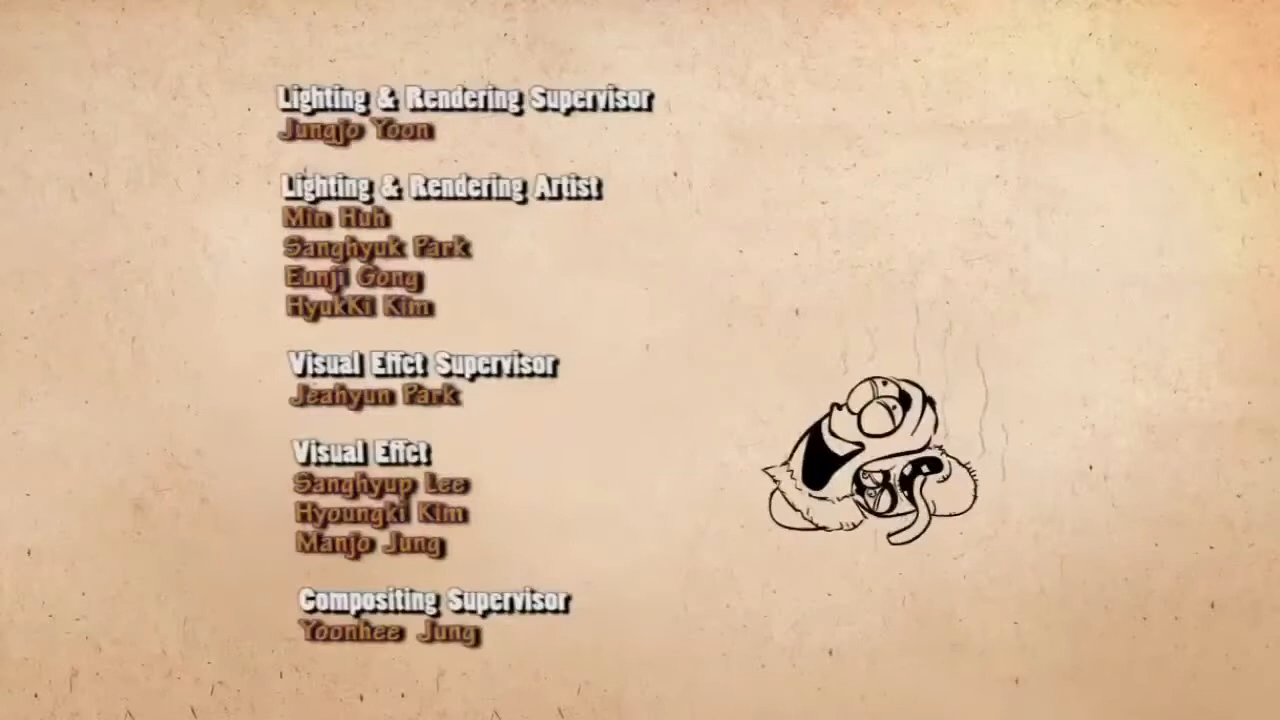 Lighting & Rendering Supervisor
Jungjo Yoon
Lighting & Rendering Artist
Min Huh
Sanghyuk Park
Eunji Gong
HyukKi Kim
Visual Effct Supervisor
Jeahyun Park
Visual Effct
Sanghyup Lee
Hyoungki Kim
Manjo Jung
Compositing Supervisor
Yoonhee Jung